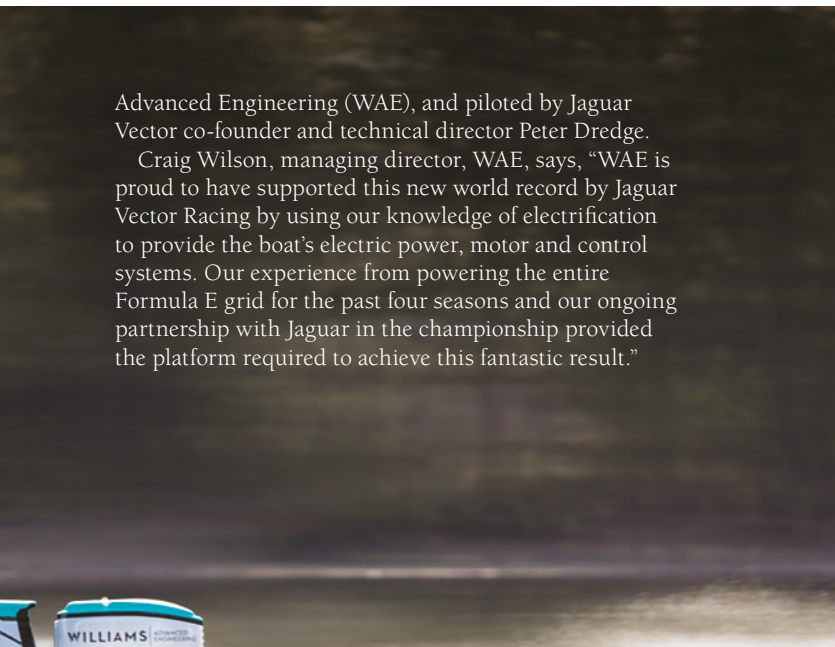 Advanced Engineering (WAE), and piloted by Jaguar
Vector co-founder and technical director Peter Dredge.
Craig Wilson, managing director, WAE, says, “WAE is
proud to have supported this new world record by Jaguar
Vector Racing by using our knowledge of electrification
to provide the boat’s electric power, motor and control
systems. Our experience from powering the entire
Formula E grid for the past four seasons and our ongoing
partnership with Jaguar in the championship provided
the platform required to achieve this fantastic result.”
WILLIAMS ADVANCED
ENGINEERING